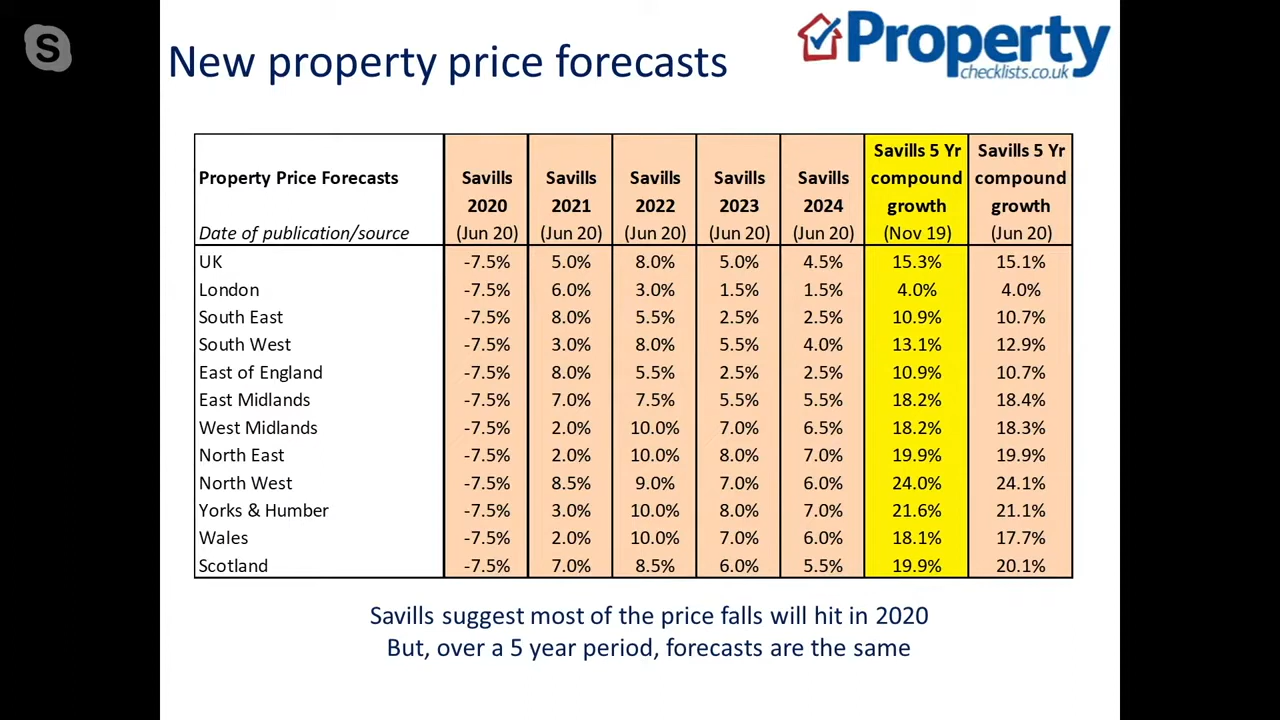 S
New property price forecasts
Property
checklists.co.uk
Property Price Forecasts Savills Savills Savills Savills Savills Savills 5 Yr Savills 5 Yr
2020 2021 2022 2023 2024 compound compound
growth growth
Date of publication/source (Jun 20) (Jun 20) (Jun 20) (Jun 20) (Jun 20) (Nov 19) (Jun 20)
UK -7.5% 5.0% 8.0% 5.0% 4.5% 15.3% 15.1%
London -7.5% 6.0% 3.0% 1.5% 1.5% 4.0% 4.0%
South East -7.5% 8.0% 5.5% 2.5% 2.5% 10.9% 10.7%
South West -7.5% 3.0% 8.0% 5.5% 4.0% 13.1% 12.9%
East of England -7.5% 8.0% 5.5% 2.5% 2.5% 10.9% 10.7%
East Midlands -7.5% 7.0% 7.5% 5.5% 5.5% 18.2% 18.4%
West Midlands -7.5% 2.0% 10.0% 7.0% 6.5% 18.2% 18.3%
North East -7.5% 2.0% 10.0% 8.0% 7.0% 19.9% 19.9%
North West -7.5% 8.5% 9.0% 7.0% 6.0% 24.0% 24.1%
Yorks & Humber -7.5% 3.0% 10.0% 8.0% 7.0% 21.6% 21.1%
Wales -7.5% 2.0% 10.0% 7.0% 6.0% 18.1% 17.7%
Scotland -7.5% 7.0% 8.5% 6.0% 5.5% 19.9% 20.1%
Savills suggest most of the price falls will hit in 2020
But, over a 5 year period, forecasts are the same